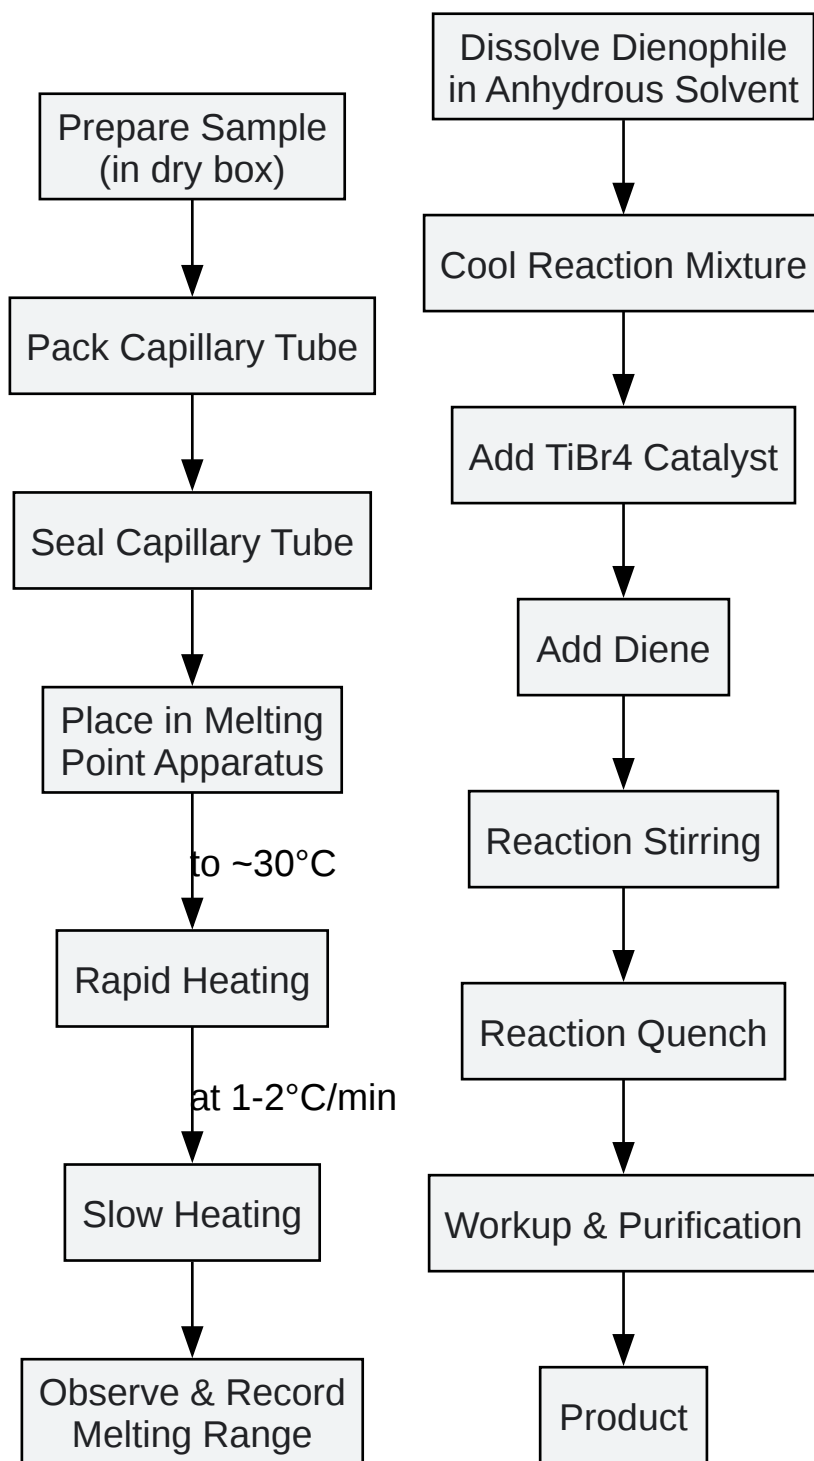 Prepare Sample
(in dry box)
Pack Capillary Tube
Seal Capillary Tube
Place in Melting
Point Apparatus
to ~30°C
Rapid Heating
at 1-2°C/min
Slow Heating
Observe & Record
Melting Range
Dissolve Dienophile
in Anhydrous Solvent
Cool Reaction Mixture
Add TiBr4 Catalyst
Add Diene
Reaction Stirring
Reaction Quench
Workup & Purification
Product